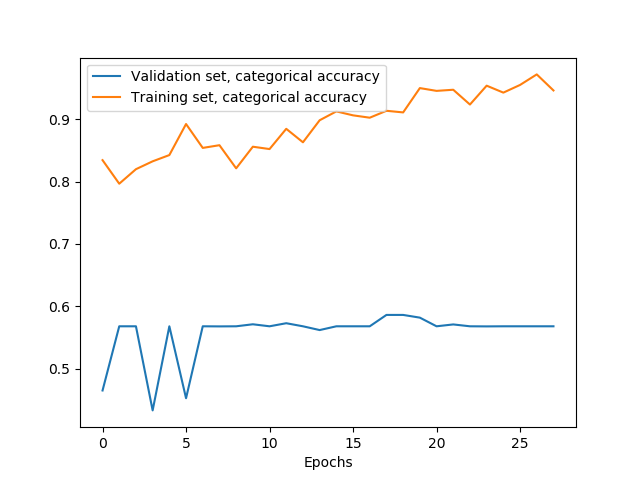 Validation set, categorical accuracy
Training set, categorical accuracy
0.9
0.8
0.7
0.6
0.5
0 5 10 15 20 25
Epochs